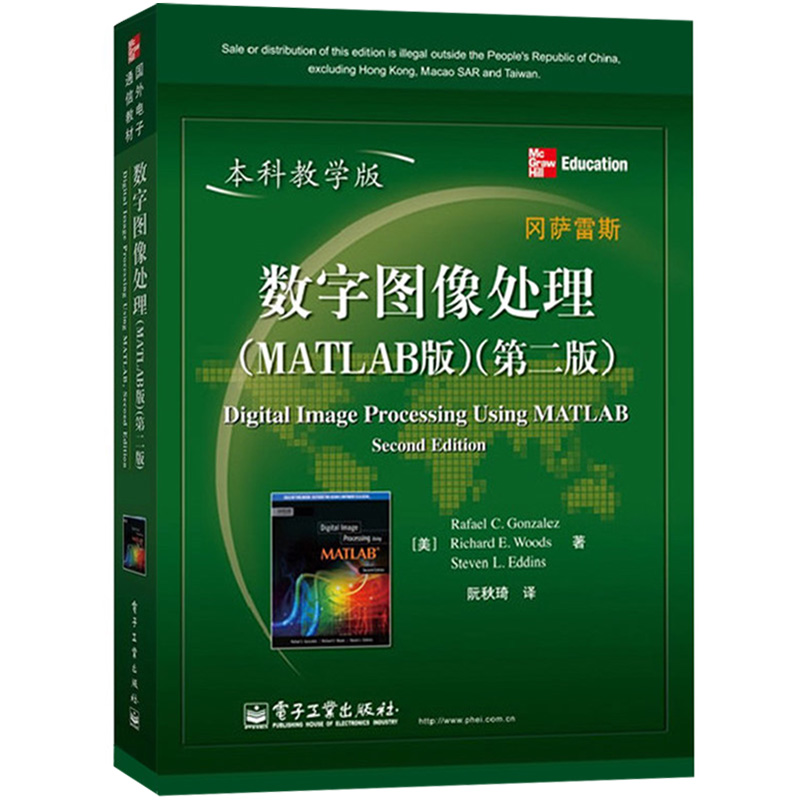 Sale or distribution of this edition is illegal outside the People's Republic of China,
excluding Hong Kong, Macao SAR and Taiwan.
Mc
Graw
Hill
Education
本科教学版
冈萨雷斯
数字图像处理
(MATLAB版)(第二版)
Digital Image Processing Using MATLAB
Second Edition
Digital Image
Processing Using
MATLAB
Second Edition
Rafael C. Gonzalez
[美] Richard E. Woods 著
Steven L. Eddins
阮秋琦 译
电子工業出版社·
PUBLISHING HOUSE OF ELECTRONICS INDUSTRY
http://www.phei.com.cn
国外电子
通信教材
数字图像处理(MATLAB版)(第二版)
Digital Image Processing Using MATLAB, Second Edition
电子工業出版社·